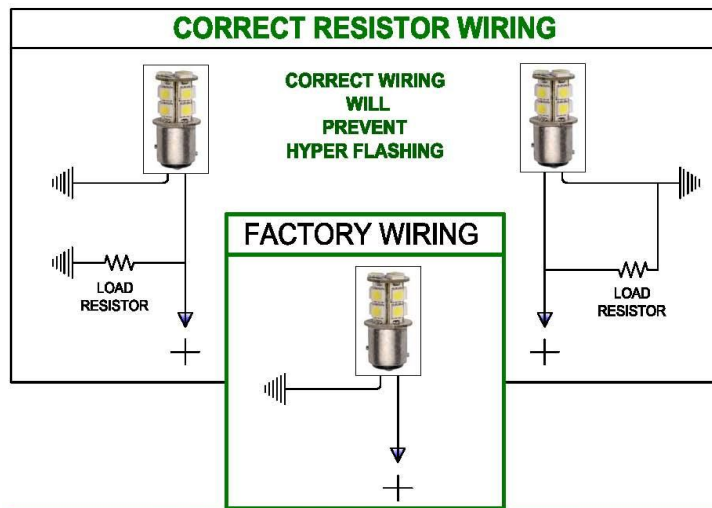 CORRECT RESISTOR WIRING
CORRECT WIRING
WILL
PREVENT
HYPER FLASHING
LOAD
RESISTOR
FACTORY WIRING
LOAD
RESISTOR